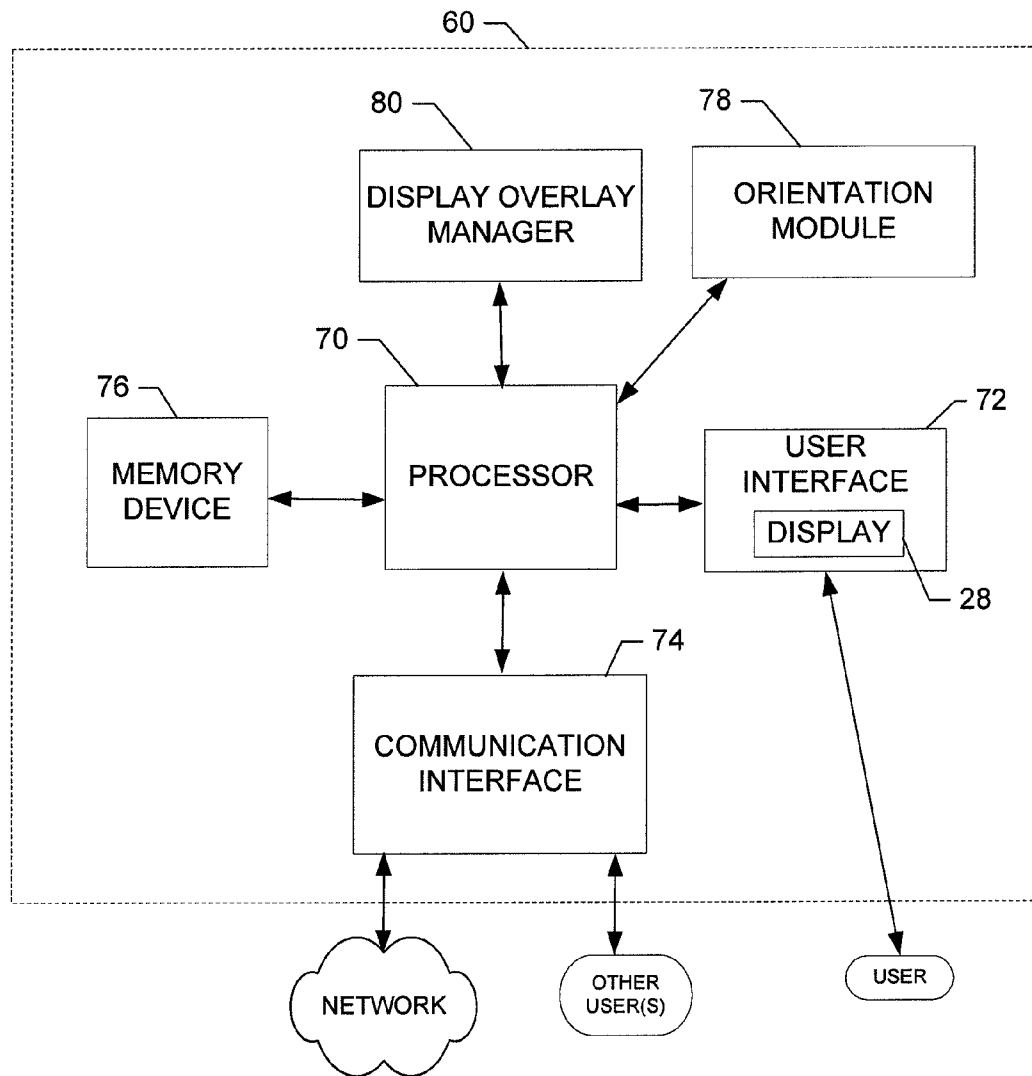 60
80
78
DISPLAY OVERLAY
MANAGER
ORIENTATION
MODULE
70
76
72
MEMORY
DEVICE
PROCESSOR
USER
INTERFACE
DISPLAY
28
74
COMMUNICATION
INTERFACE
NETWORK
OTHER
USER(S)
USER